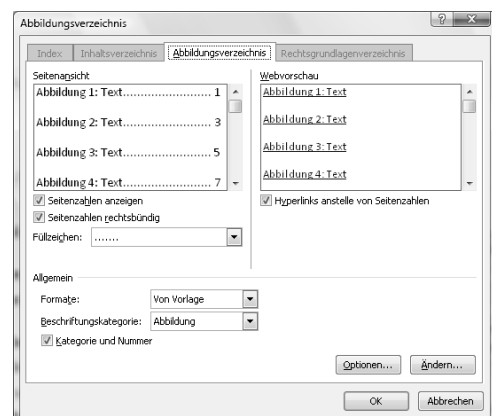 Abbildungsverzeichnis
Index Inhaltsverzeichnis Abbildungsverzeichnis Rechtsgrundlagenverzeichnis
Seitenansicht
Abbildung 1: Text............................ 1
Abbildung 2: Text............................ 3
Abbildung 3: Text............................ 5
Abbildung 4: Text............................ 7
Seitenzahlen anzeigen
Seitenzahlen rechtsbündig
Füllzeichen: .......
Webvorschau
Abbildung 1: Text
Abbildung 2: Text
Abbildung 3: Text
Abbildung 4: Text
Hyperlinks anstelle von Seitenzahlen
Allgemein
Formate: Von Vorlage
Beschriftungskategorie: Abbildung
Kategorie und Nummer
Optionen... Ändern...
OK Abbrechen